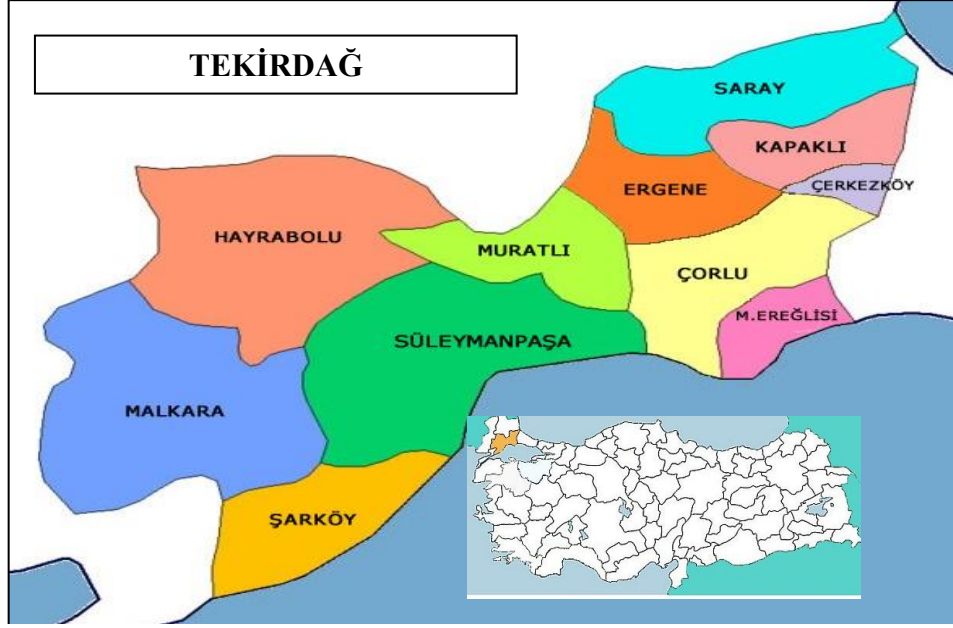 TEKİRDAĞ
SARAY
KAPAKLI
ÇERKEZKÖY
ERGENE
HAYRABOLU
MURATLI
ÇORLU
M.EREĞLİSİ
SÜLEYMANPAŞA
MALKARA
ŞARKÖY